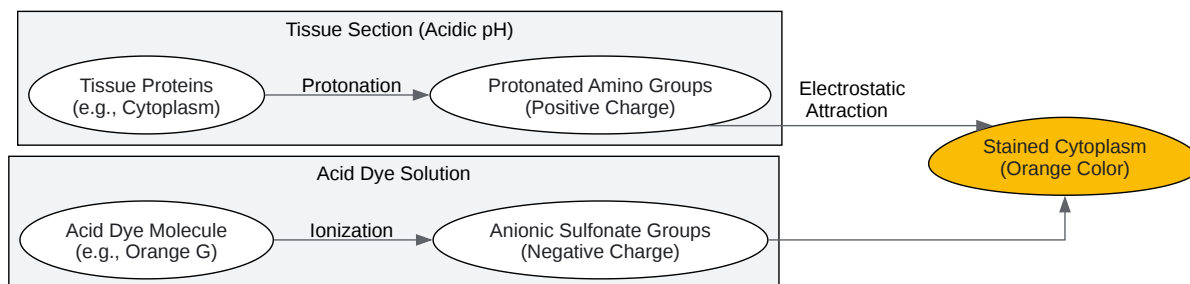 Tissue Section (Acidic pH)
Tissue Proteins
(e.g., Cytoplasm)
Protonation
Protonated Amino Groups
(Positive Charge)
Electrostatic
Attraction
Stained Cytoplasm
(Orange Color)
Acid Dye Solution
Acid Dye Molecule
(e.g., Orange G)
Ionization
Anionic Sulfonate Groups
(Negative Charge)